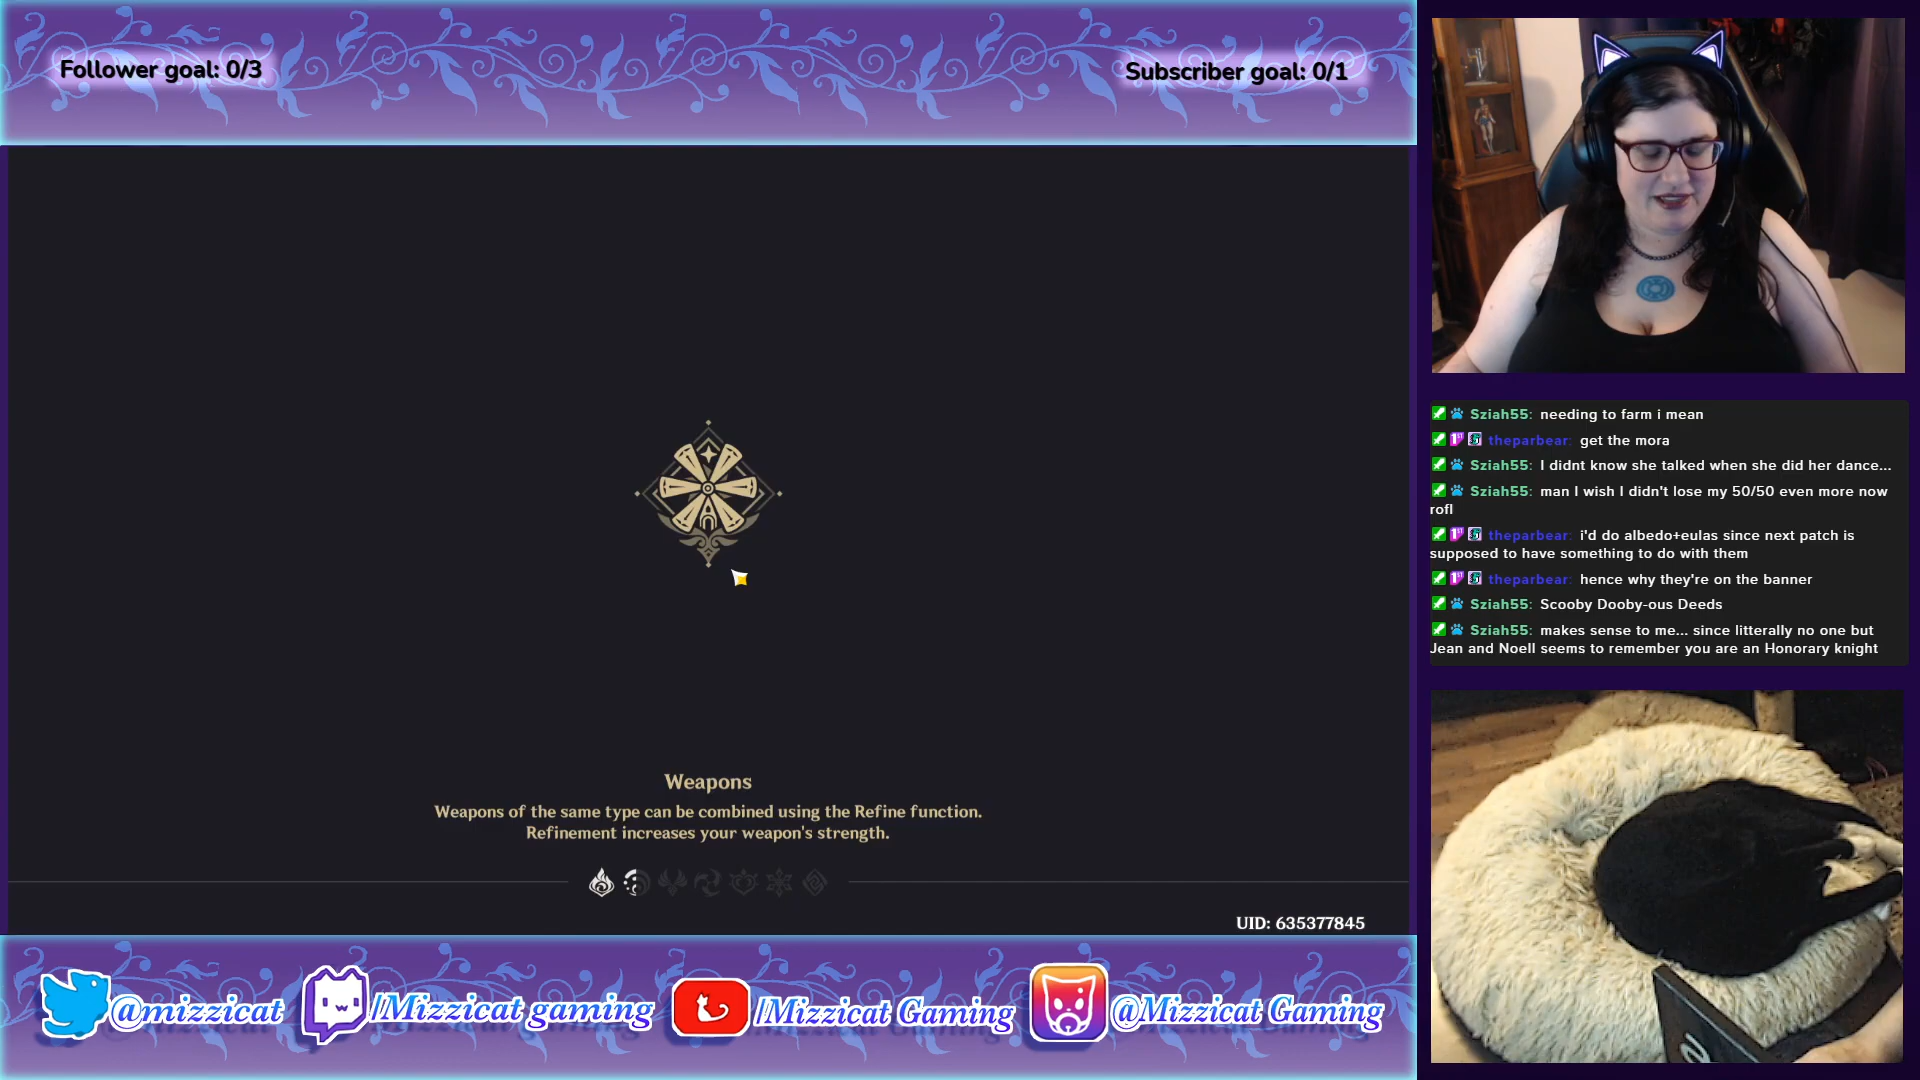 Follower goal: 0/3
Subscriber goal: 0/1
Sziah55: needing to farm i mean
theparbear: get the mora
Sziah55: I didnt know she talked when she did her dance...
Sziah55: man I wish I didn't lose my 50/50 even more now
rofl
theparbear: i'd do albedo+eulas since next patch is
supposed to have something to do with them
theparbear: hence why they're on the banner
Sziah55: Scooby Dooby-ous Deeds
Sziah55: makes sense to me... since litterally no one but
Jean and Noell seems to remember you are an Honorary knight
Weapons
Weapons of the same type can be combined using the Refine function.
Refinement increases your weapon's strength.
UID: 635377845
@mizzicat
/Mizzicat gaming
/Mizzicat Gaming
@Mizzicat Gaming